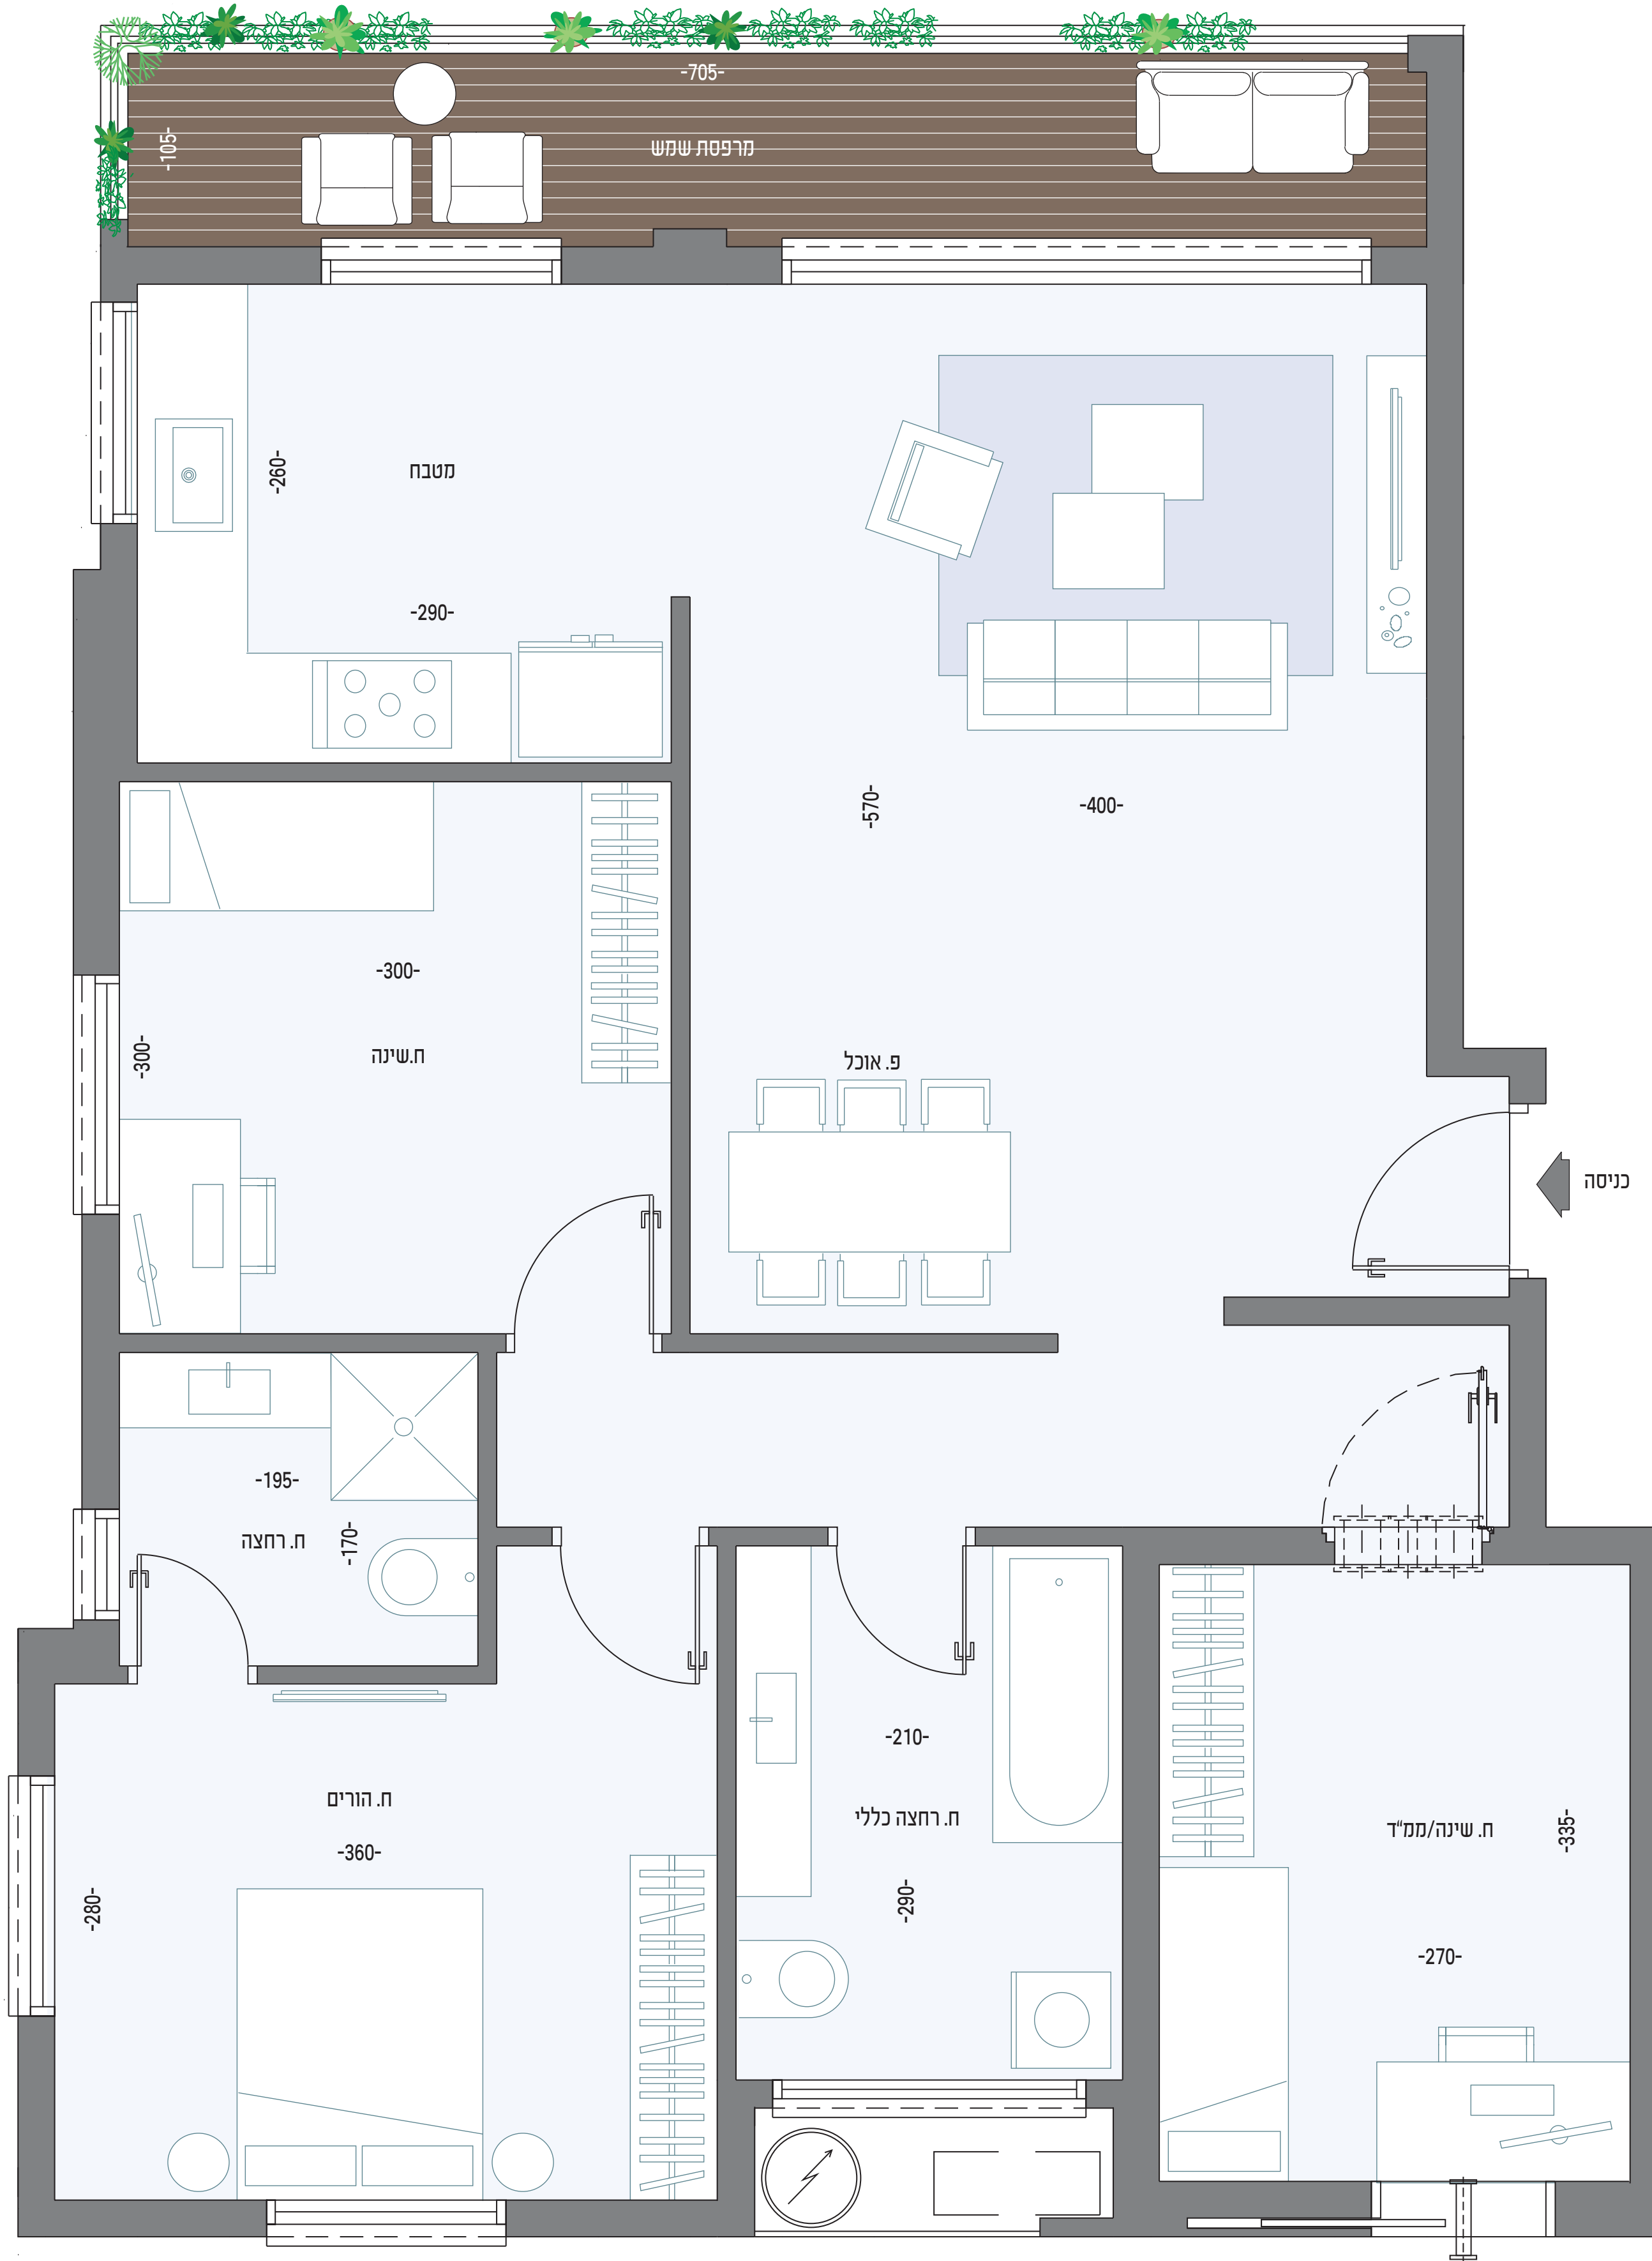 -705-
-105-
מרפסת שמש
-260-
מטבח
-290-
-570-
-400-
-300-
-300-
ח.שינה
פ. אוכל
כניסה
-195-
ח. רחצה
-170-
-210-
ח. הורים
ח. רחצה כללי
ח. שינה/ממ"ד
-335-
-360-
-280-
-290-
-270-